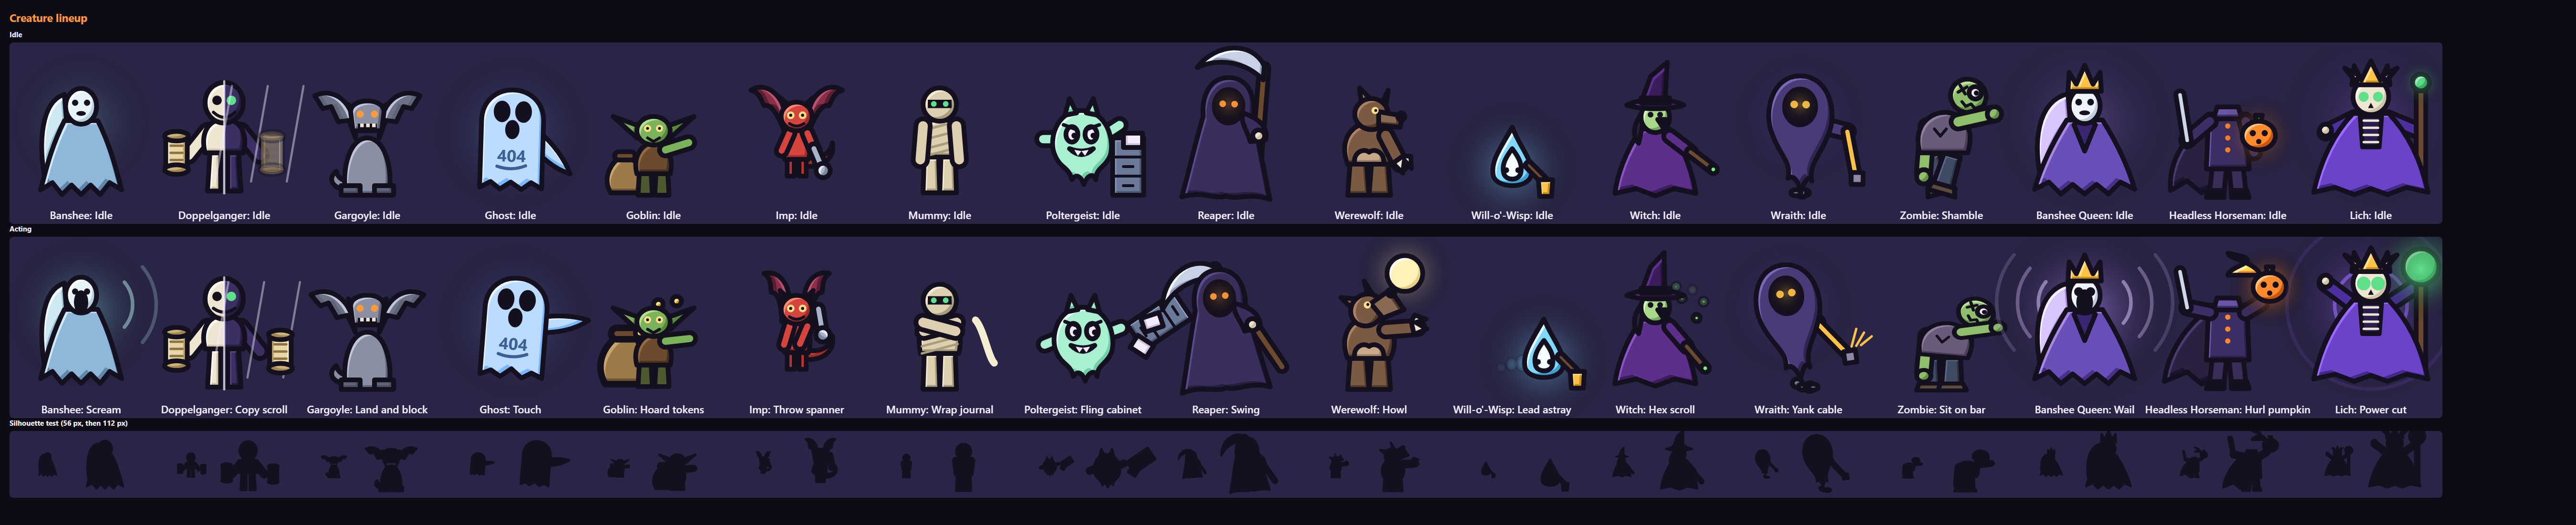 Creature lineup
Idle
404
Banshee: Idle
Doppelganger: Idle
Gargoyle: Idle
Ghost: Idle
Goblin: Idle
Imp: Idle
Mummy: Idle
Poltergeist: Idle
Reaper: Idle
Werewolf: Idle
Will-o'-Wisp: Idle
Witch: Idle
Wraith: Idle
Zombie: Shamble
Banshee Queen: Idle
Headless Horseman: Idle
Lich: Idle
Acting
404
Banshee: Scream
Doppelganger: Copy scroll
Gargoyle: Land and block
Ghost: Touch
Goblin: Hoard tokens
Imp: Throw spanner
Mummy: Wrap journal
Poltergeist: Fling cabinet
Reaper: Swing
Werewolf: Howl
Will-o'-Wisp: Lead astray
Witch: Hex scroll
Wraith: Yank cable
Zombie: Sit on bar
Banshee Queen: Wail
Headless Horseman: Hurl pumpkin
Lich: Power cut
Silhouette test (56 px, then 112 px)